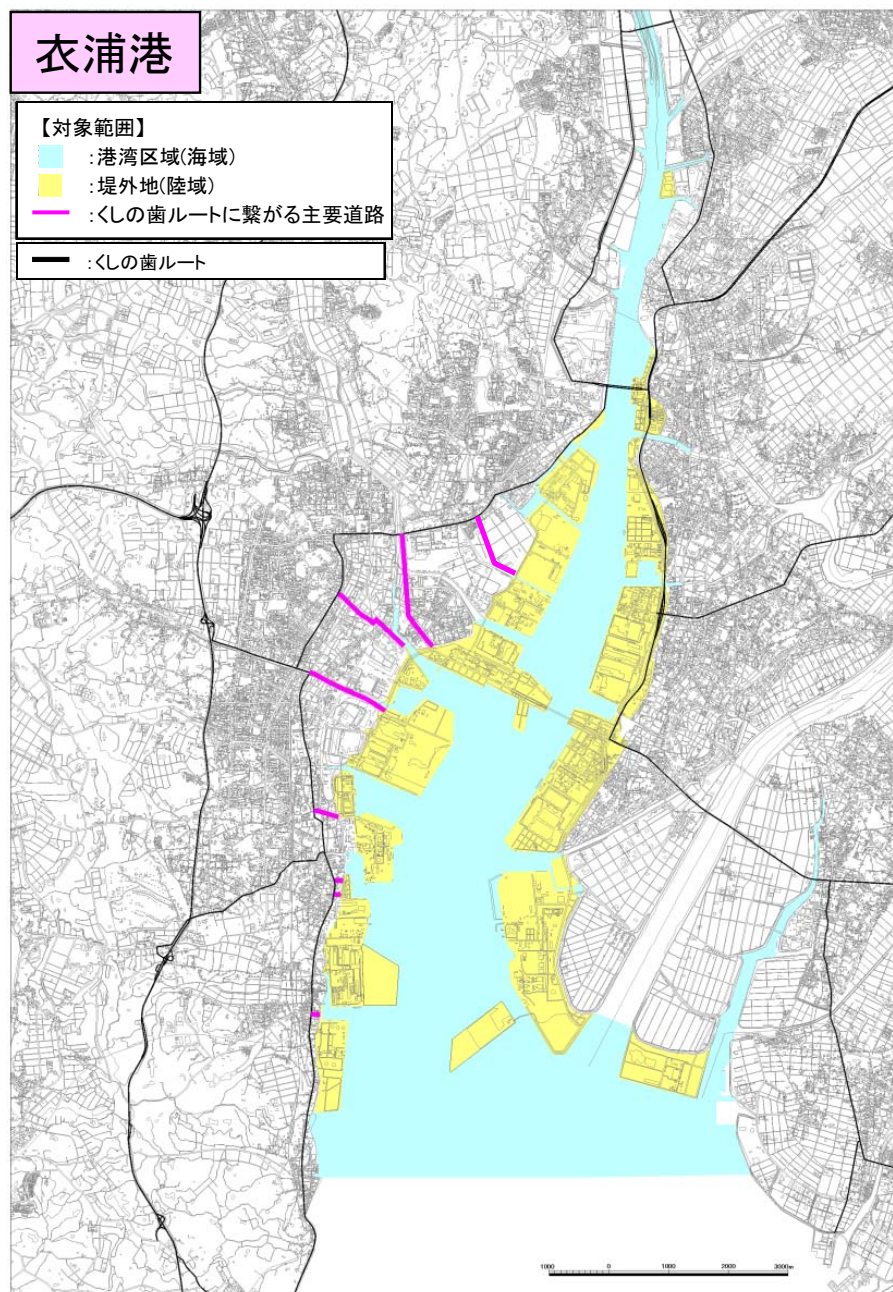 衣浦港
【対象範囲】
:港湾区域(海域)
:堤外地(陸域)
:くしの歯ルートに繋がる主要道路
:くしの歯ルート
1000 0 1000 2000 3000m